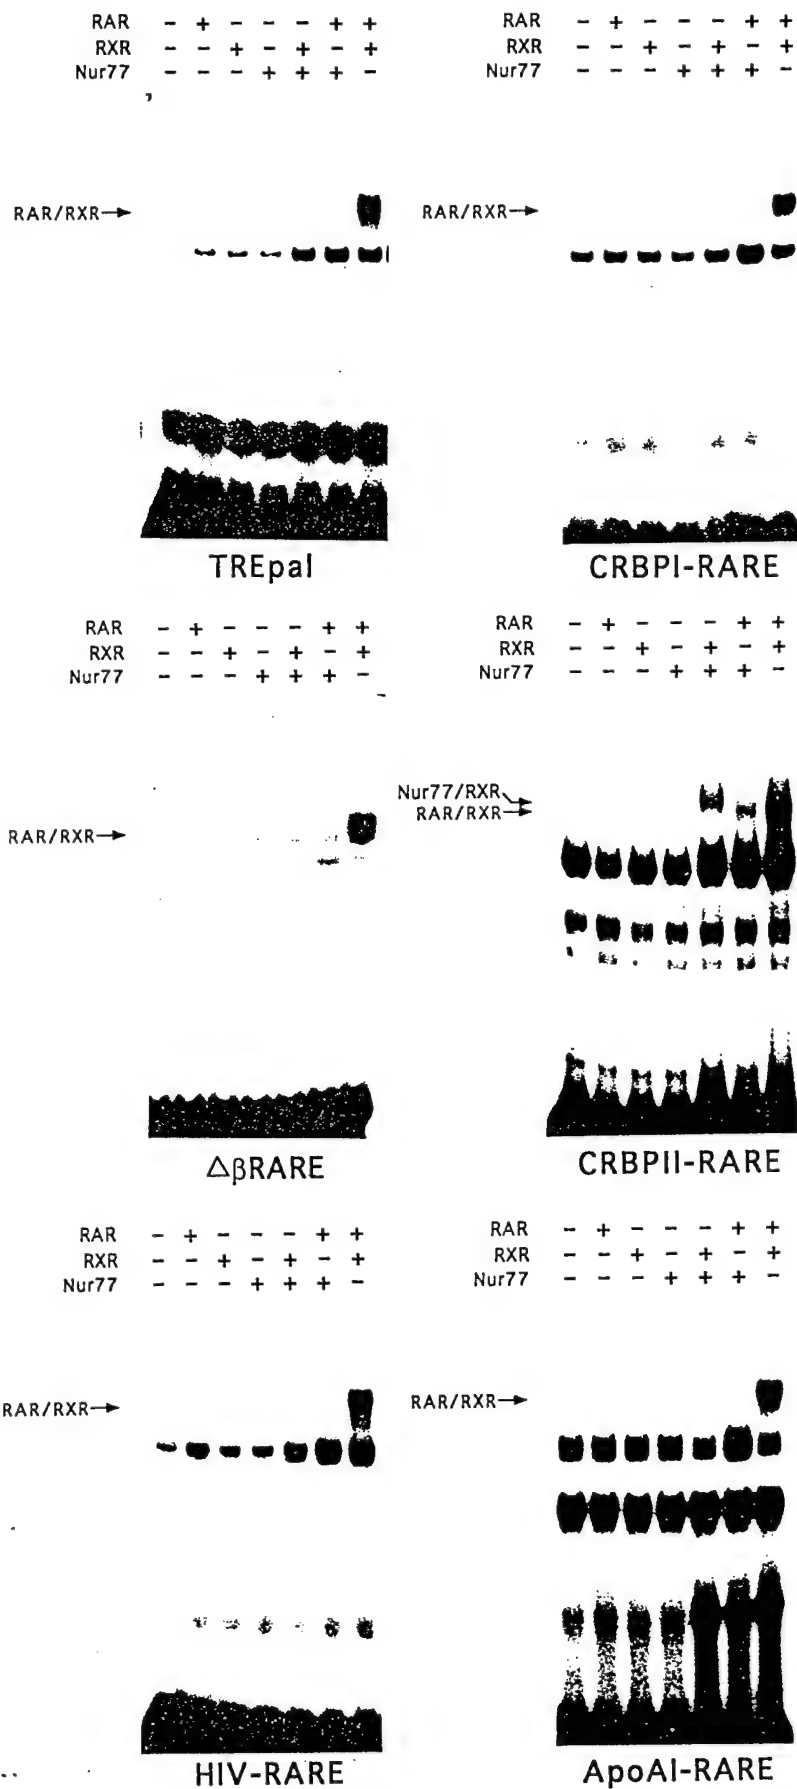 RAR - + - - - + +
RXR - - + - + - +
Nur77 - - - + + + -
RAR/RXR→
TREpal
RAR - + - - - + +
RXR - - + - + - +
Nur77 - - - + + + -
RAR/RXR→
CRBPI-RARE
RAR - + - - - + +
RXR - - + - + - +
Nur77 - - - + + + -
RAR/RXR→
△βRARE
RAR - + - - - + +
RXR - - + - + - +
Nur77 - - - + + + -
Nur77/RXR
RAR/RXR→
CRBPII-RARE
RAR - + - - - + +
RXR - - + - + - +
Nur77 - - - + + + -
RAR/RXR→
HIV-RARE
RAR - + - - - + +
RXR - - + - + - +
Nur77 - - - + + + -
RAR/RXR→
ApoAI-RARE